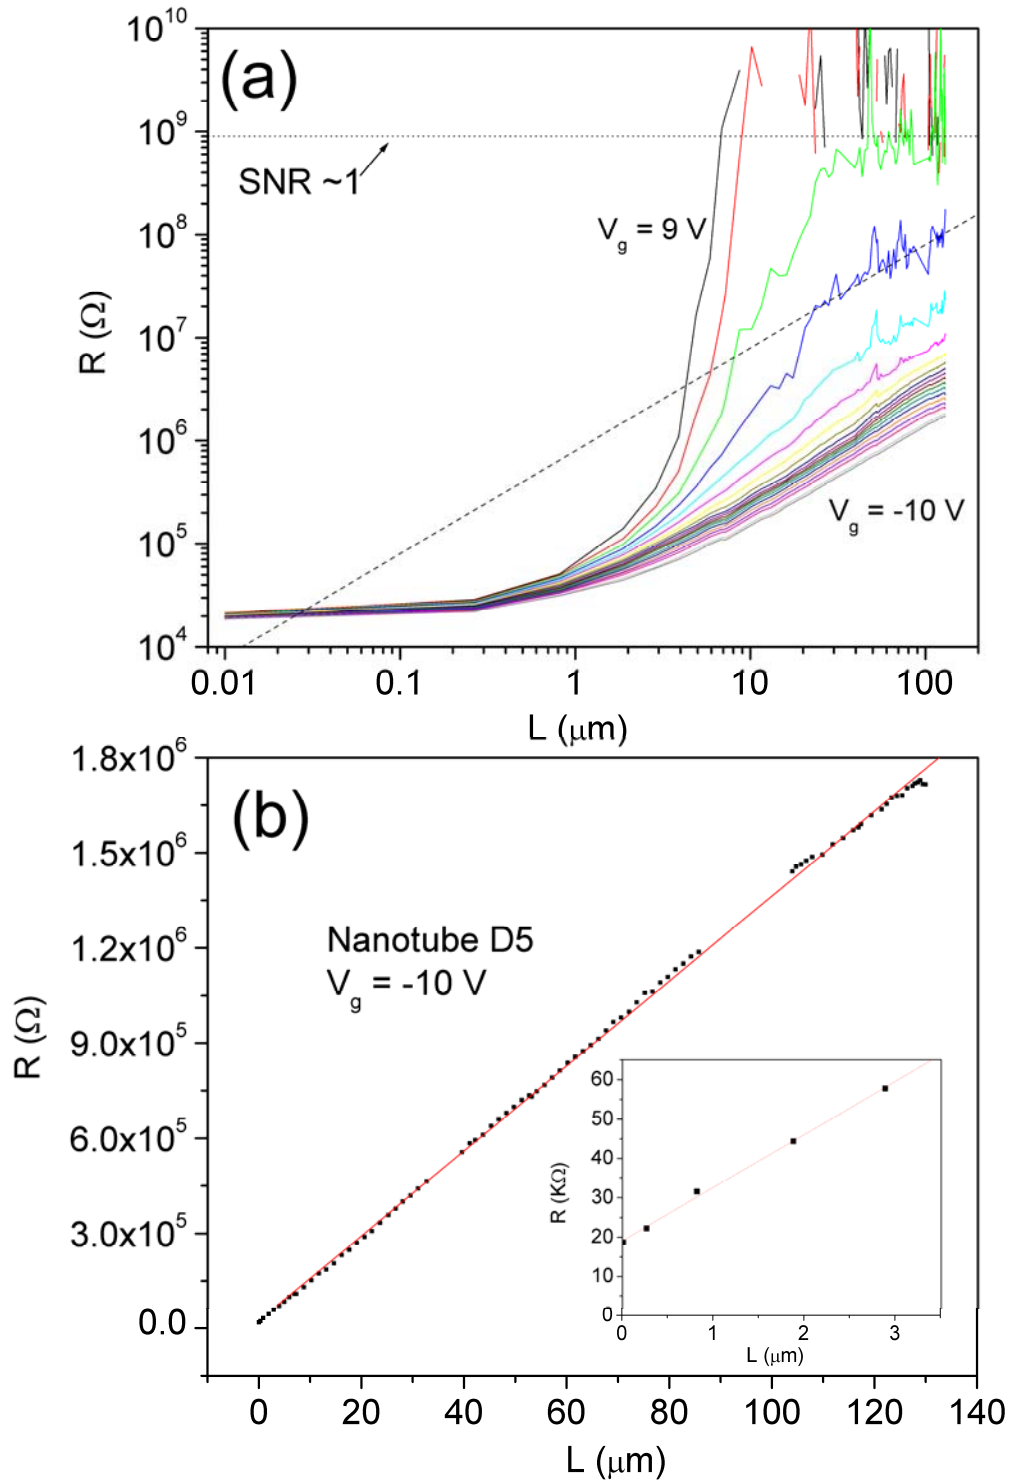 (a)
10^10
10^9
10^8
10^7
10^6
10^5
10^4
R (Ω)
SNR ~1
V_g = 9 V
V_g = -10 V
0.01 0.1 1 10 100
L (μm)
(b)
1.8x10^6
1.5x10^6
1.2x10^6
9.0x10^5
6.0x10^5
3.0x10^5
0.0
R (Ω)
Nanotube D5
V_g = -10 V
60
50
40
30
20
10
0
R (KΩ)
0 1 2 3
L (μm)
0 20 40 60 80 100 120 140
L (μm)